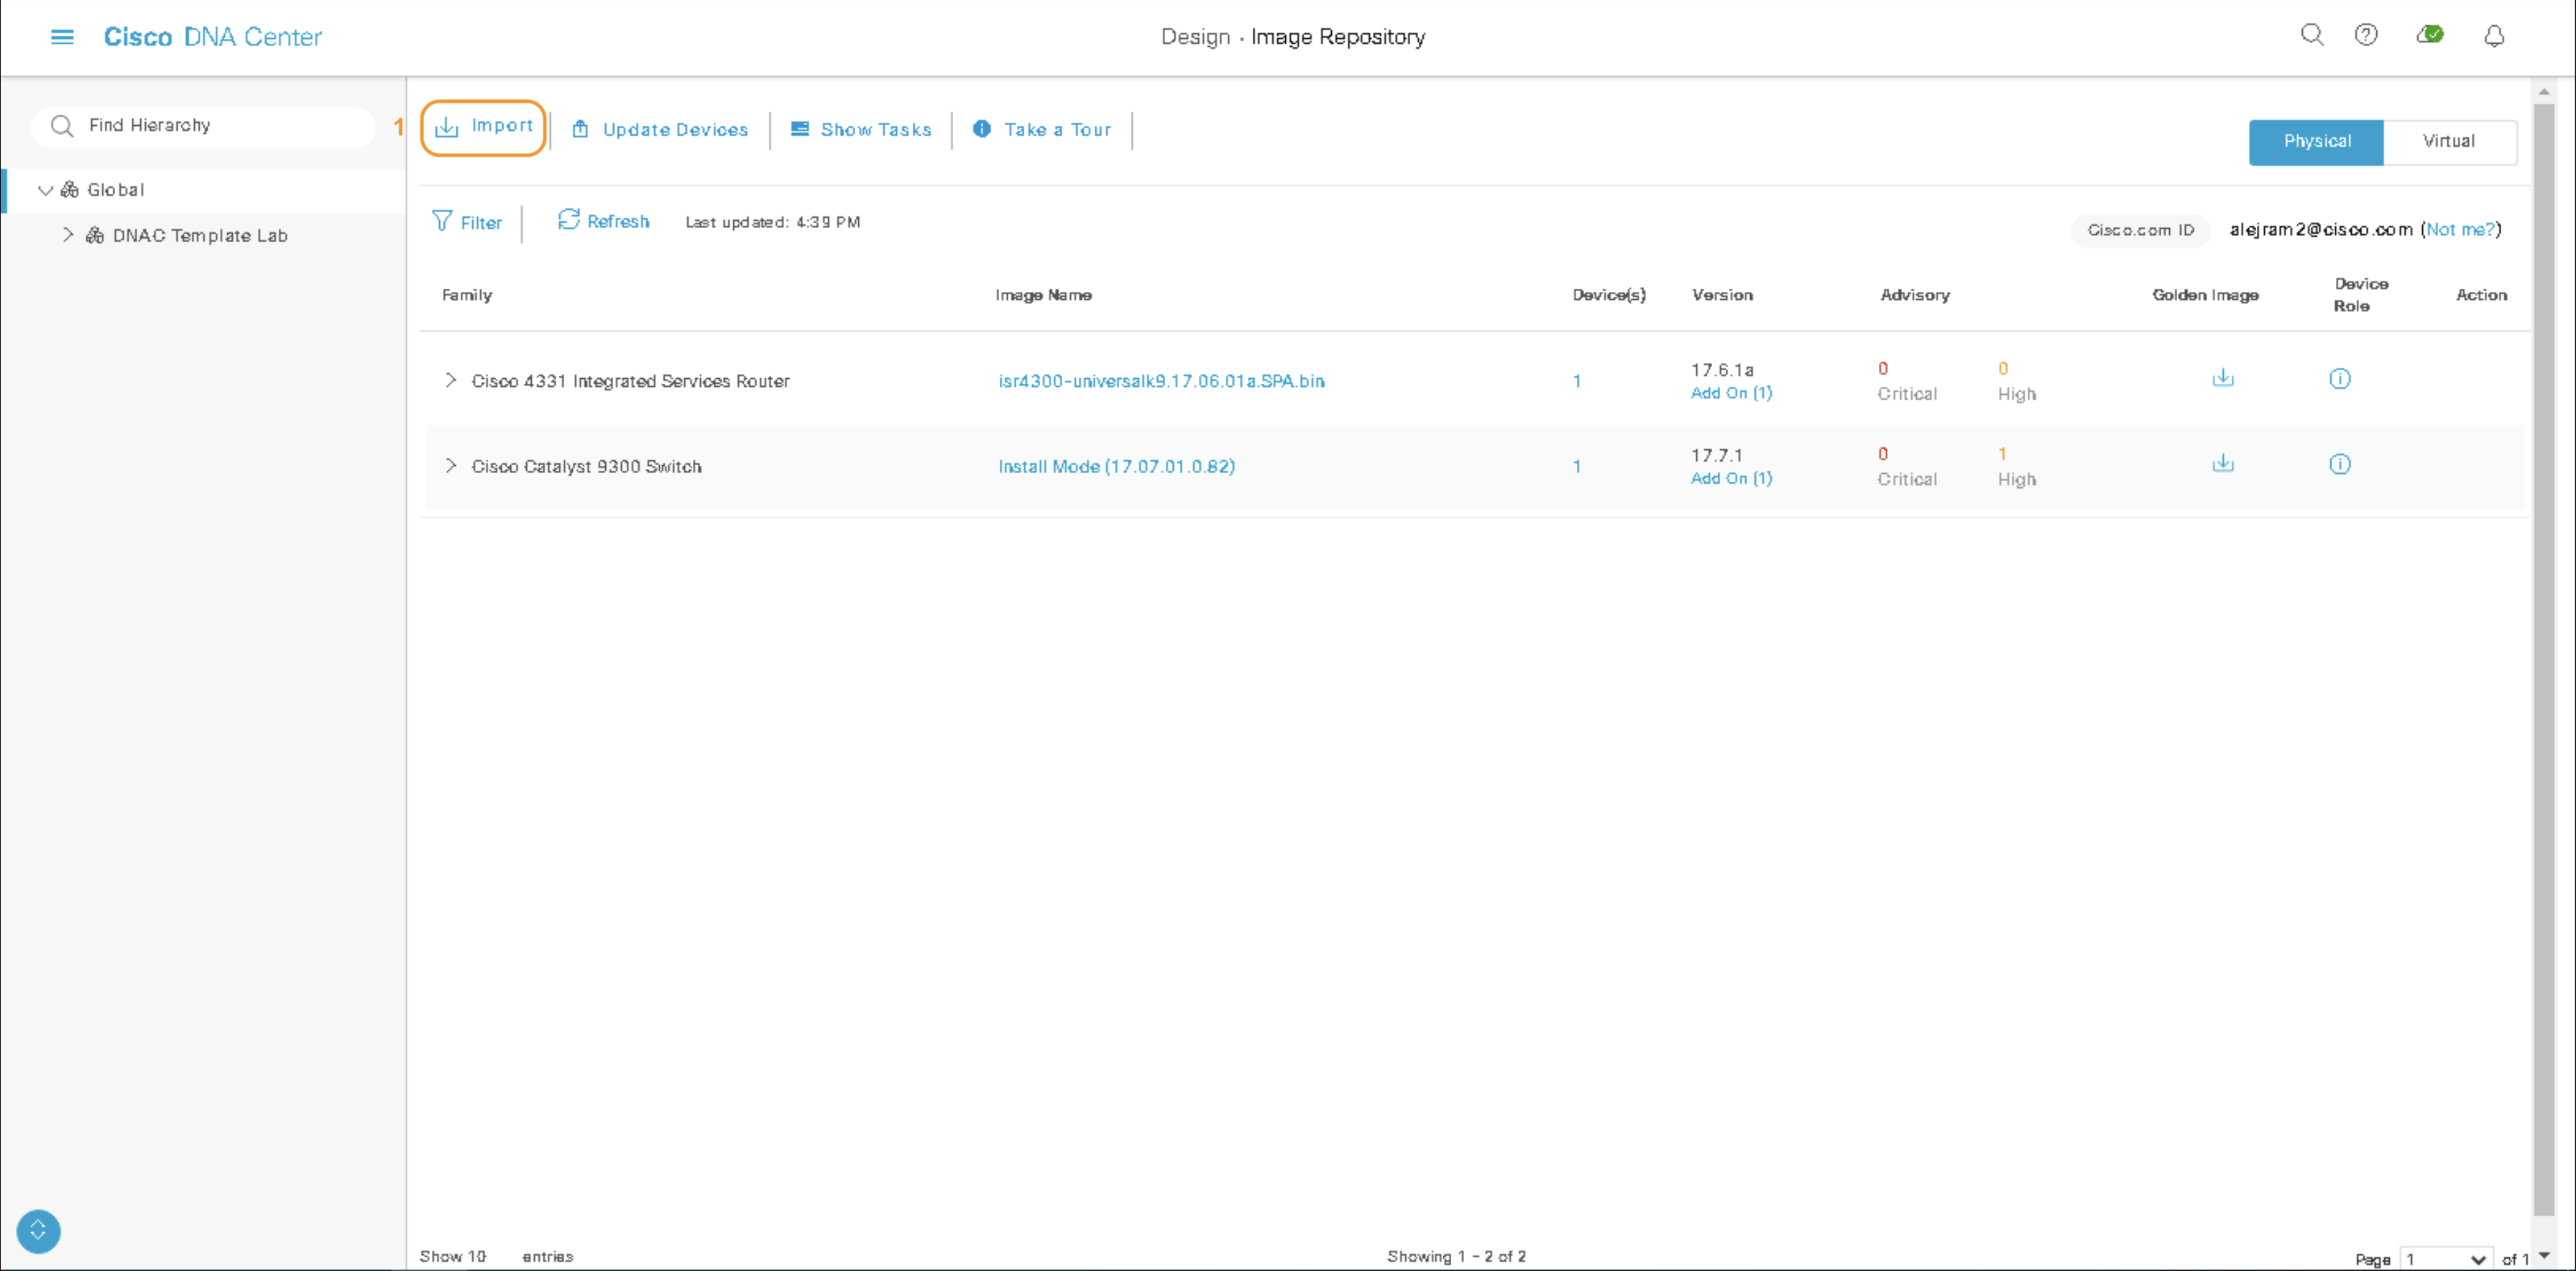 Cisco DNA Center
Design · Image Repository
Find Hierarchy
1
Import
Update Devices
Show Tasks
Take a Tour
Physical
Virtual
Global
DNAC Template Lab
Filter
Refresh
Last updated: 4:39 PM
Cisco.com ID
alejram2@cisco.com (Not me?)
Family
Image Name
Device(s)
Version
Advisory
Golden Image
Device
Role
Action
Cisco 4331 Integrated Services Router
isr4300-universalk9.17.06.01a.SPA.bin
1
17.6.1a
Add On (1)
0
Critical
0
High
Cisco Catalyst 9300 Switch
Install Mode (17.07.01.0.82)
1
17.7.1
Add On (1)
0
Critical
1
High
Show 10 entries
Showing 1 - 2 of 2
Page 1 of 1